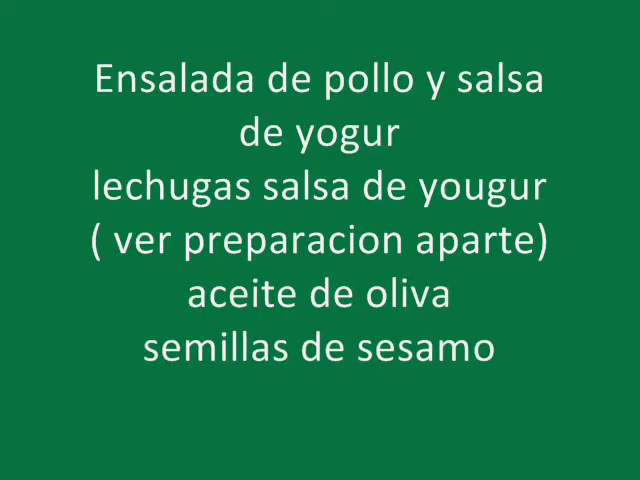 Ensalada de pollo y salsa
de yogur
lechugas salsa de yougur
( ver preparacion aparte)
aceite de oliva
semillas de sesamo